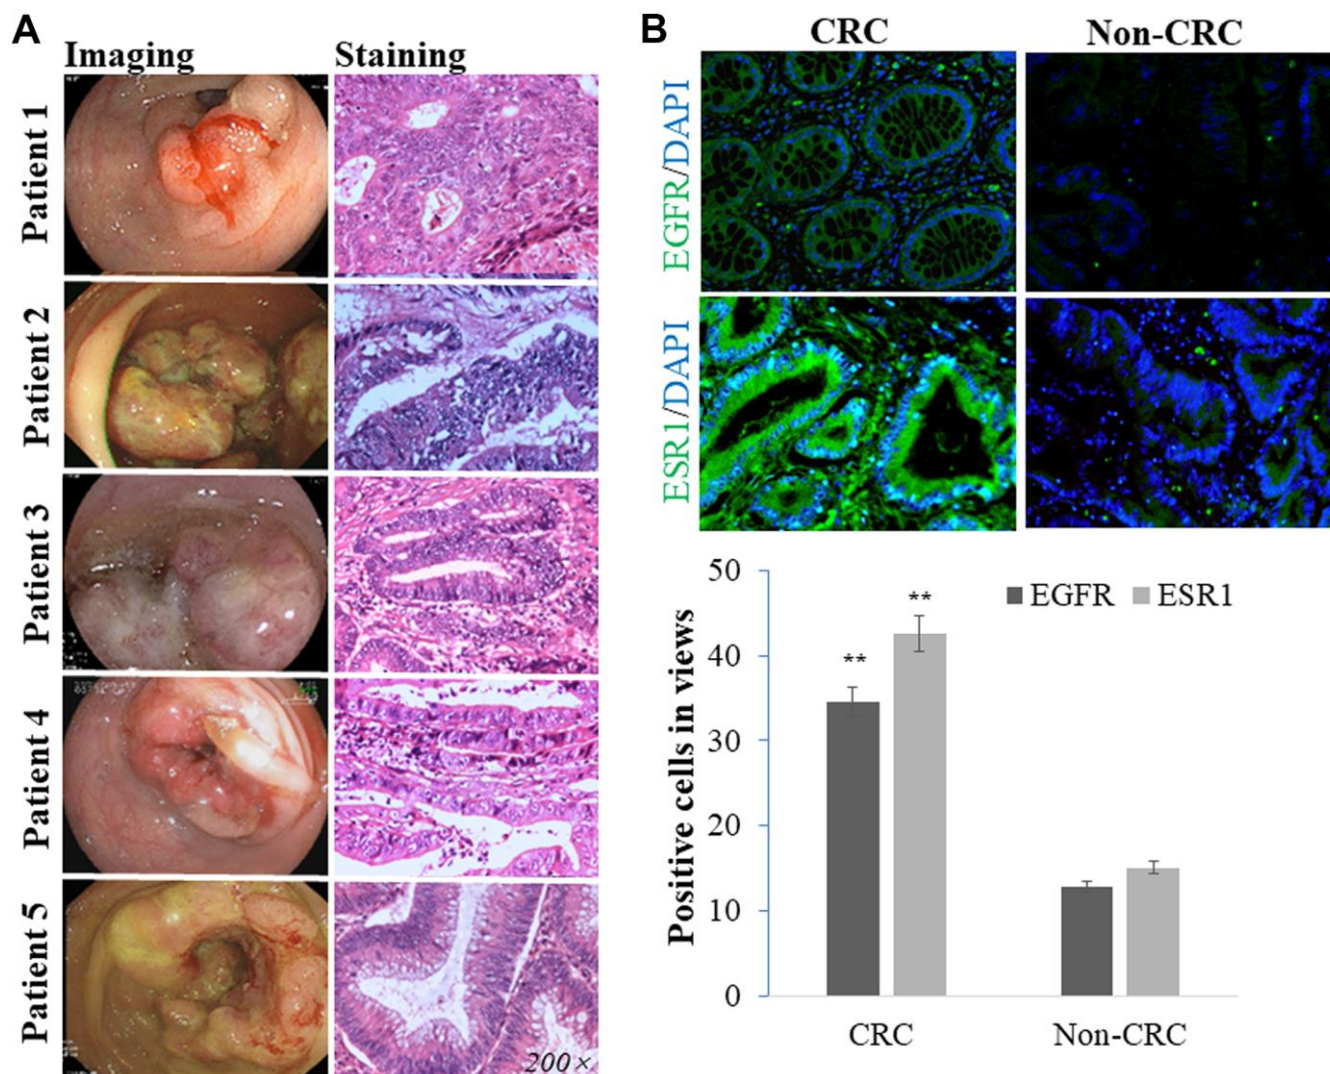 A
Imaging Staining
Patient 1
Patient 2
Patient 3
Patient 4
Patient 5
200×
B
CRC Non-CRC
EGFR/DAPI
ESR1/DAPI
Positive cells in views
50
40
30
20
10
0
EGFR ESR1
**
**
CRC Non-CRC